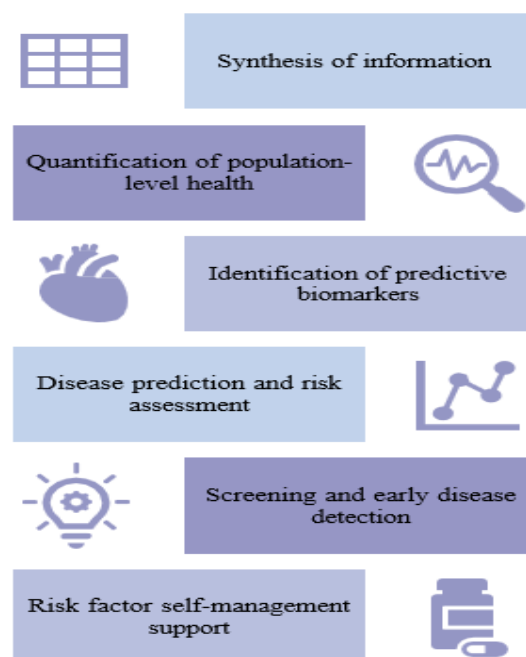 Synthesis of information
Quantification of population-
level health
Identification of predictive
biomarkers
Disease prediction and risk
assessment
Screening and early disease
detection
Risk factor self-management
support